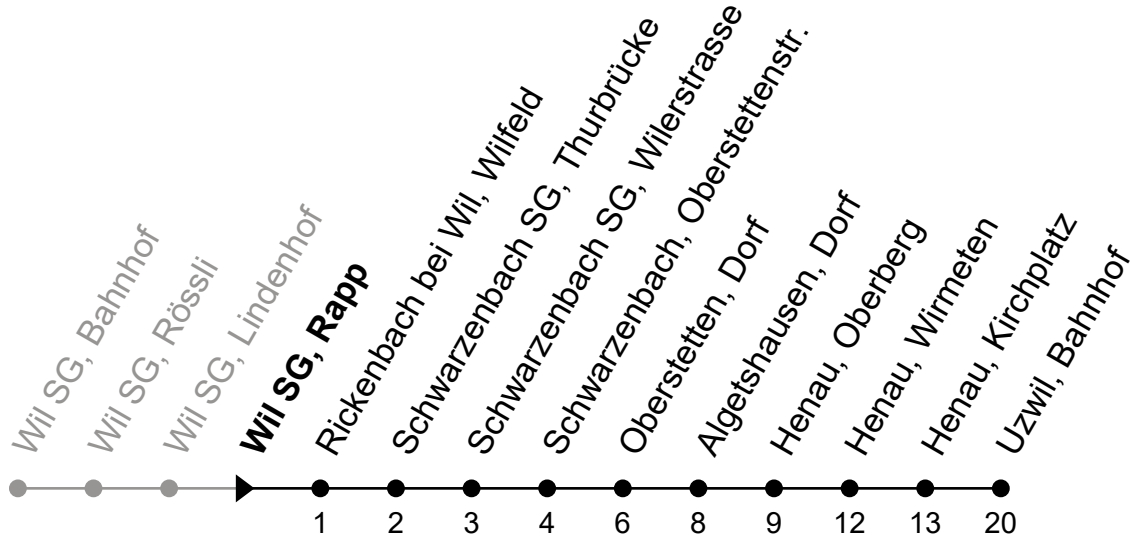 Wil SG, Bahnhof
Wil SG, Rössli
Wil SG, Lindenhof
Wil SG, Rapp
Rickenbach bei Wil, Wilfeld
Schwarzenbach SG, Thurbrücke
Schwarzenbach SG, Wilerstrasse
Schwarzenbach, Oberstettenstr.
Oberstetten, Dorf
Algetshausen, Dorf
Henau, Oberberg
Henau, Wirmeten
Henau, Kirchplatz
Uzwil, Bahnhof
1 2 3 4 6 8 9 12 13 20